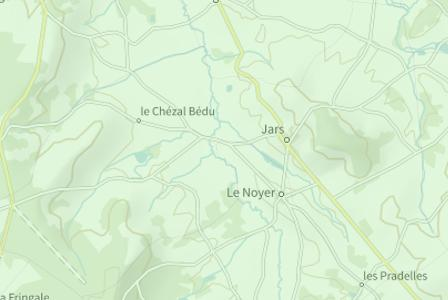 le Chézal Bédu
Jars
Le Noyer
les Pradelles
a Fringale